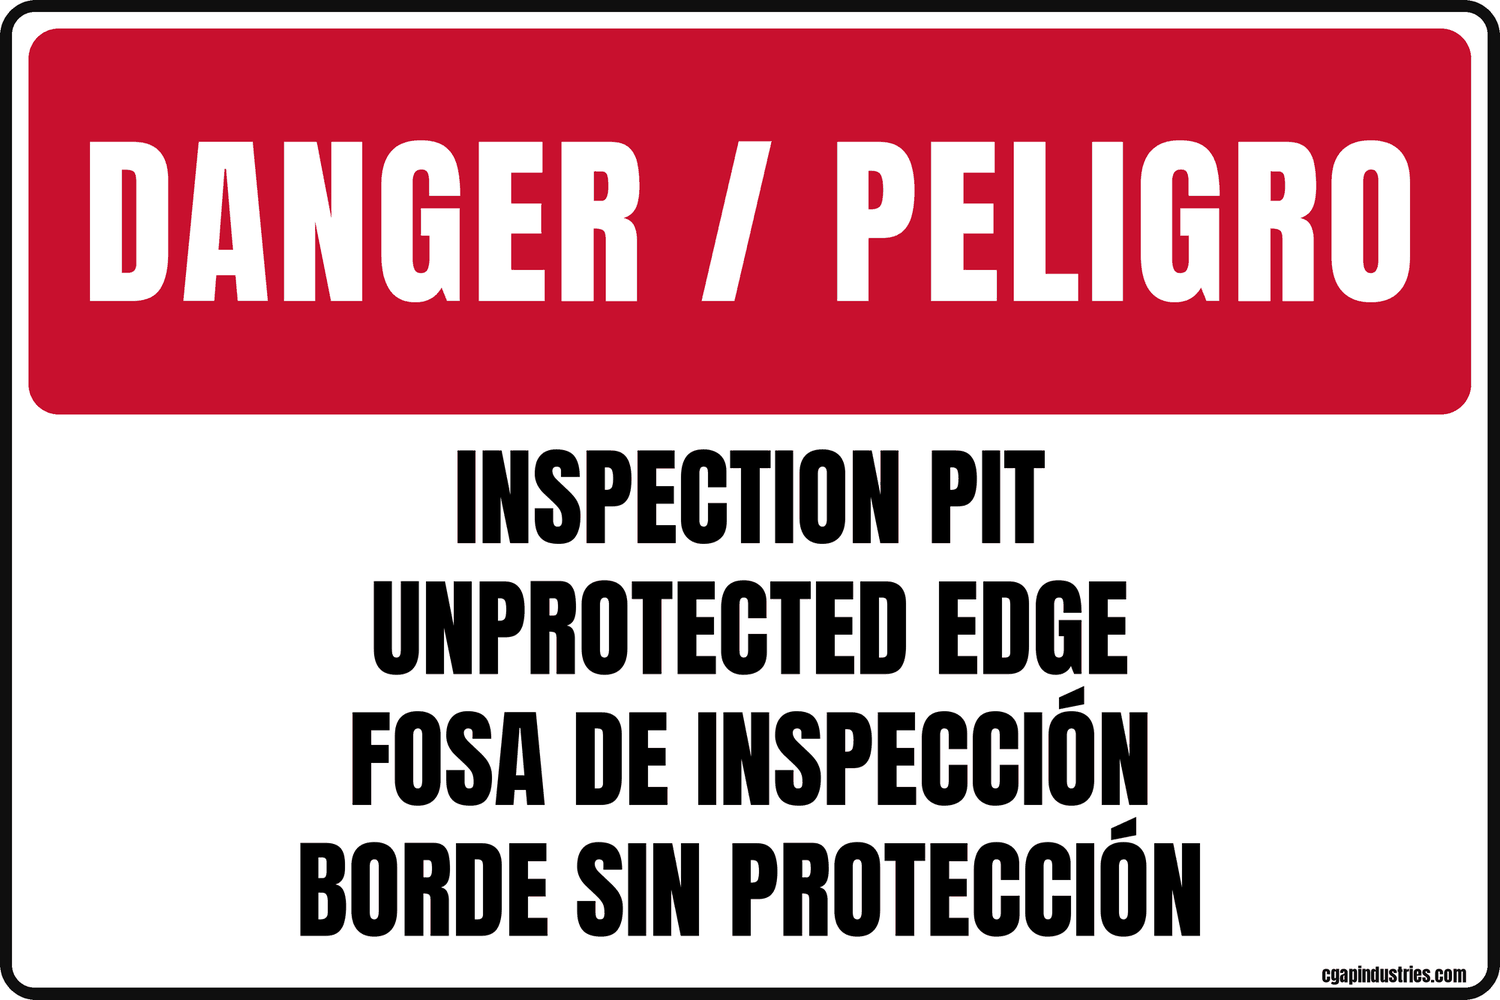 DANGER / PELIGRO
INSPECTION PIT
UNPROTECTED EDGE
FOSA DE INSPECCIÓN
BORDE SIN PROTECCIÓN
cgapindustries.com